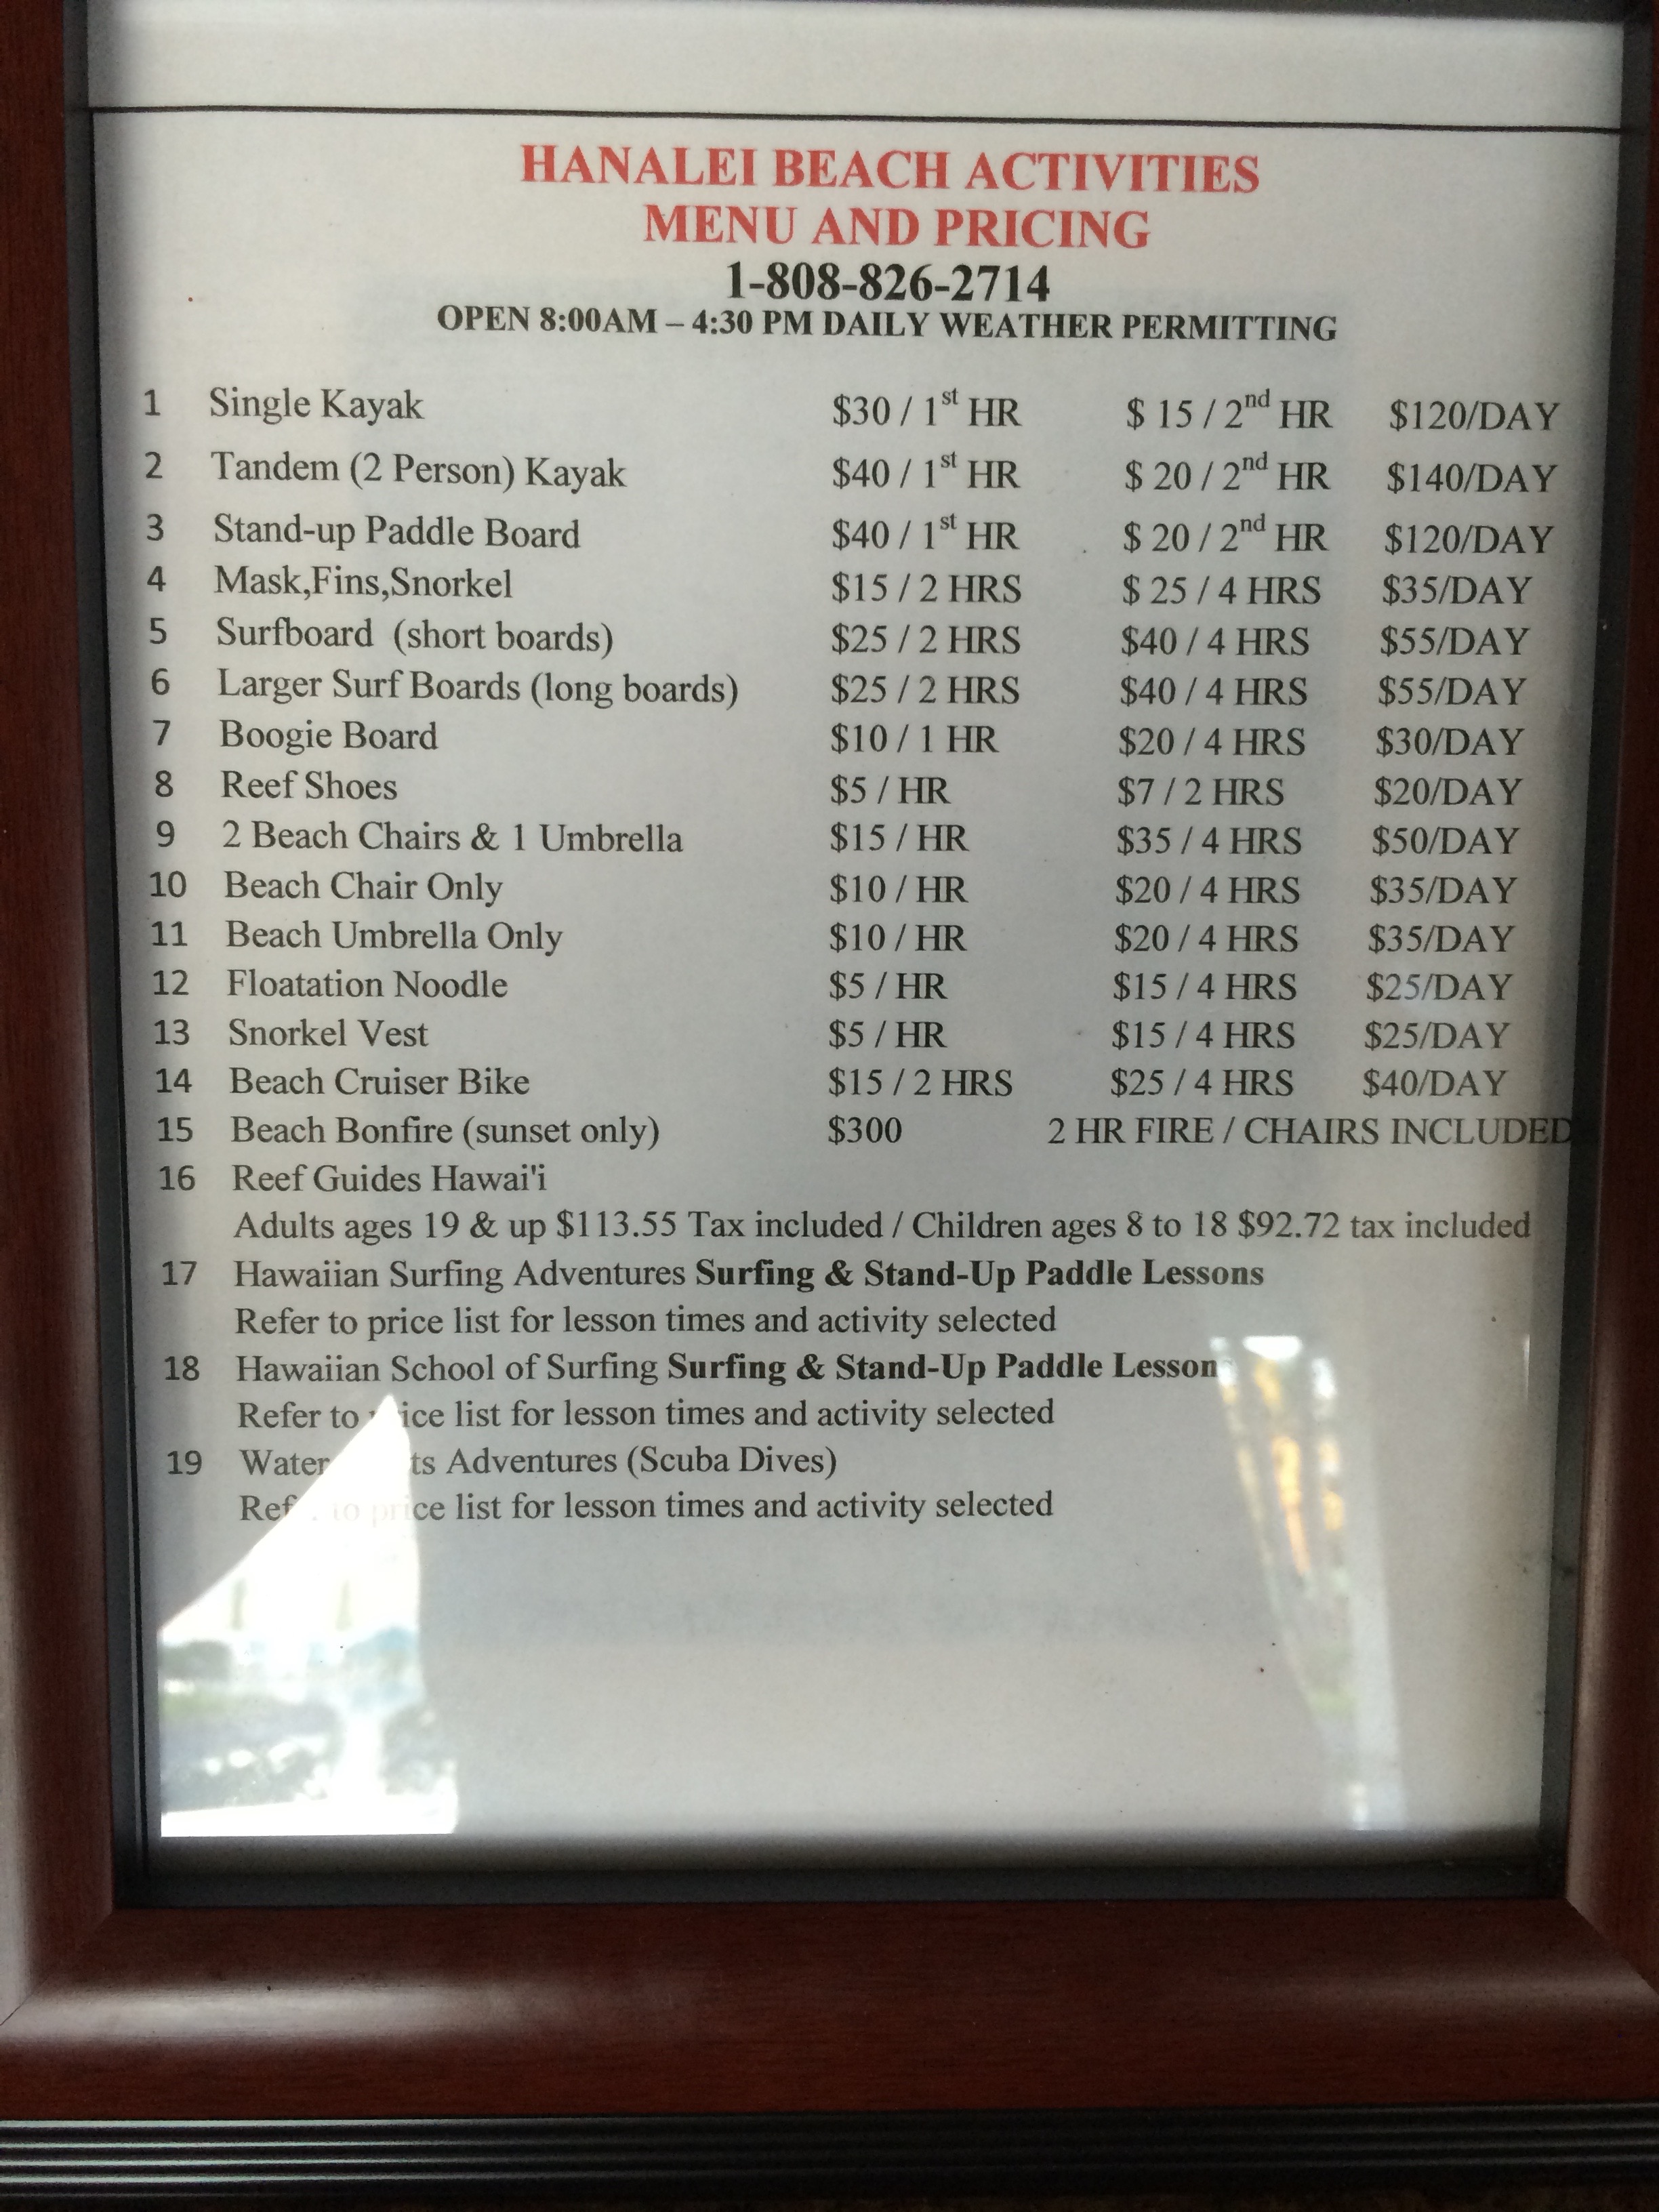 HANALEI BEACH ACTIVITIES
MENU AND PRICING
1-808-826-2714
OPEN 8:00AM – 4:30 PM DAILY WEATHER PERMITTING
1 Single Kayak $30 / 1st HR $ 15 / 2nd HR $120/DAY
2 Tandem (2 Person) Kayak $40 / 1st HR $ 20 / 2nd HR $140/DAY
3 Stand-up Paddle Board $40 / 1st HR $ 20 / 2nd HR $120/DAY
4 Mask,Fins,Snorkel $15 / 2 HRS $ 25 / 4 HRS $35/DAY
5 Surfboard (short boards) $25 / 2 HRS $40 / 4 HRS $55/DAY
6 Larger Surf Boards (long boards) $25 / 2 HRS $40 / 4 HRS $55/DAY
7 Boogie Board $10 / 1 HR $20 / 4 HRS $30/DAY
8 Reef Shoes $5 / HR $7 / 2 HRS $20/DAY
9 2 Beach Chairs & 1 Umbrella $15 / HR $35 / 4 HRS $50/DAY
10 Beach Chair Only $10 / HR $20 / 4 HRS $35/DAY
11 Beach Umbrella Only $10 / HR $20 / 4 HRS $35/DAY
12 Floatation Noodle $5 / HR $15 / 4 HRS $25/DAY
13 Snorkel Vest $5 / HR $15 / 4 HRS $25/DAY
14 Beach Cruiser Bike $15 / 2 HRS $25 / 4 HRS $40/DAY
15 Beach Bonfire (sunset only) $300 2 HR FIRE / CHAIRS INCLUDED
16 Reef Guides Hawai'i
Adults ages 19 & up $113.55 Tax included / Children ages 8 to 18 $92.72 tax included
17 Hawaiian Surfing Adventures Surfing & Stand-Up Paddle Lessons
Refer to price list for lesson times and activity selected
18 Hawaiian School of Surfing Surfing & Stand-Up Paddle Lesson
Refer to price list for lesson times and activity selected
19 Water Adventures (Scuba Dives)
Refer to price list for lesson times and activity selected